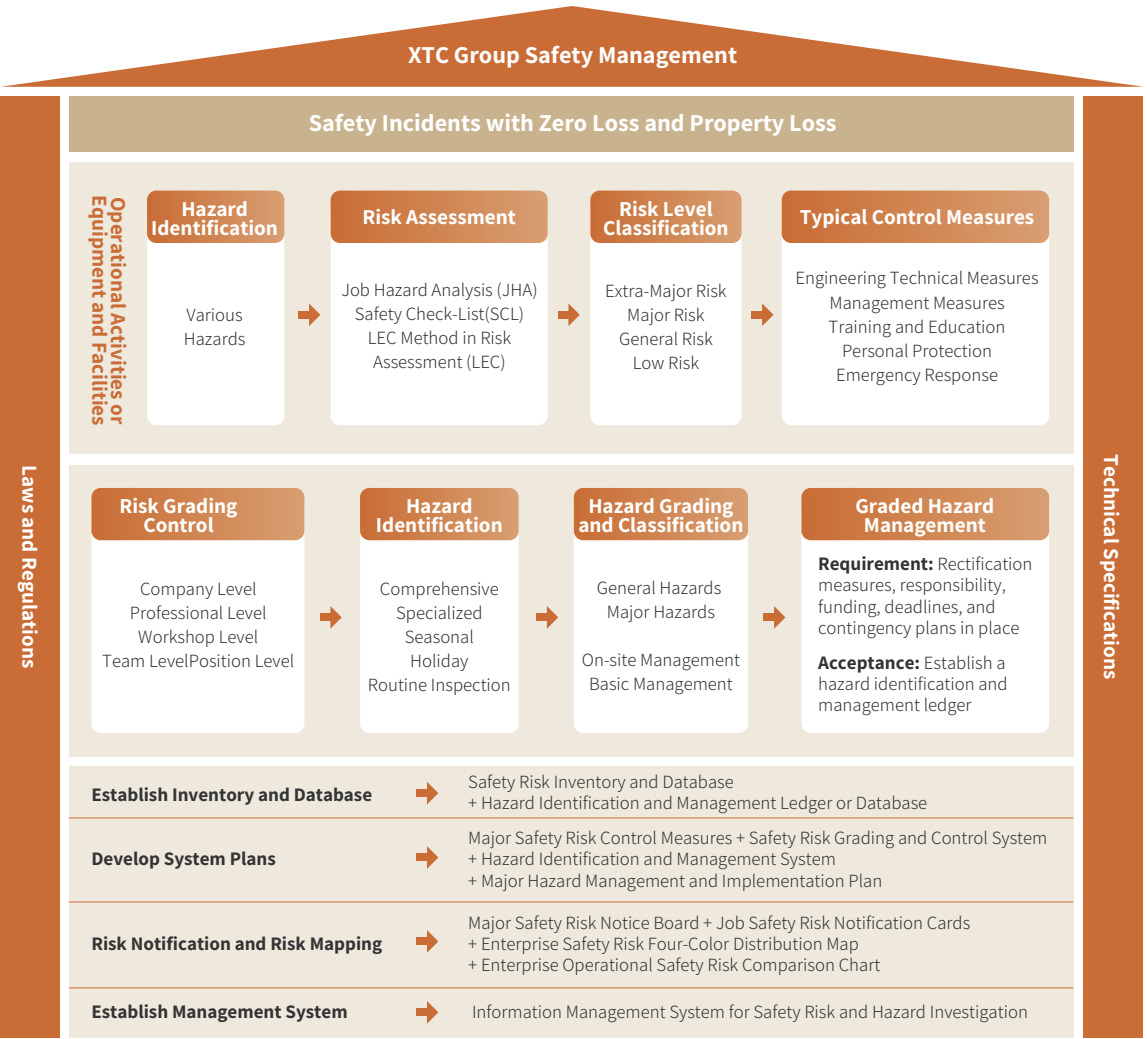 XTC Group Safety Management
Safety Incidents with Zero Loss and Property Loss
Laws and Regulations
Technical Specifications
Operational Activities or
Equipment and Facilities
Hazard
Identification
Various
Hazards
Risk Assessment
Job Hazard Analysis (JHA)
Safety Check-List(SCL)
LEC Method in Risk
Assessment (LEC)
Risk Level
Classification
Extra-Major Risk
Major Risk
General Risk
Low Risk
Typical Control Measures
Engineering Technical Measures
Management Measures
Training and Education
Personal Protection
Emergency Response
Risk Grading
Control
Company Level
Professional Level
Workshop Level
Team LevelPosition Level
Hazard
Identification
Comprehensive
Specialized
Seasonal
Holiday
Routine Inspection
Hazard Grading
and Classification
General Hazards
Major Hazards
On-site Management
Basic Management
Graded Hazard
Management
Requirement: Rectification
measures, responsibility,
funding, deadlines, and
contingency plans in place
Acceptance: Establish a
hazard identification and
management ledger
Establish Inventory and Database
Safety Risk Inventory and Database
+ Hazard Identification and Management Ledger or Database
Develop System Plans
Major Safety Risk Control Measures + Safety Risk Grading and Control System
+ Hazard Identification and Management System
+ Major Hazard Management and Implementation Plan
Risk Notification and Risk Mapping
Major Safety Risk Notice Board + Job Safety Risk Notification Cards
+ Enterprise Safety Risk Four-Color Distribution Map
+ Enterprise Operational Safety Risk Comparison Chart
Establish Management System
Information Management System for Safety Risk and Hazard Investigation